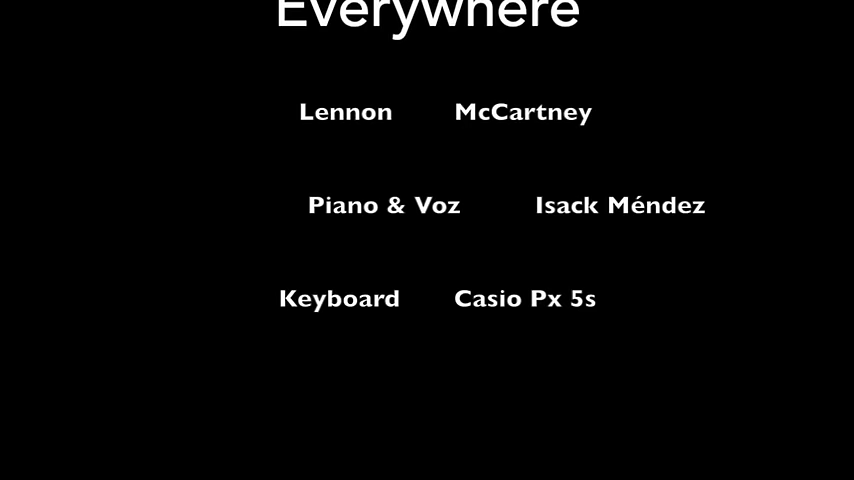 Everywhere
Lennon McCartney
Piano & Voz Isack Méndez
Keyboard Casio Px 5s